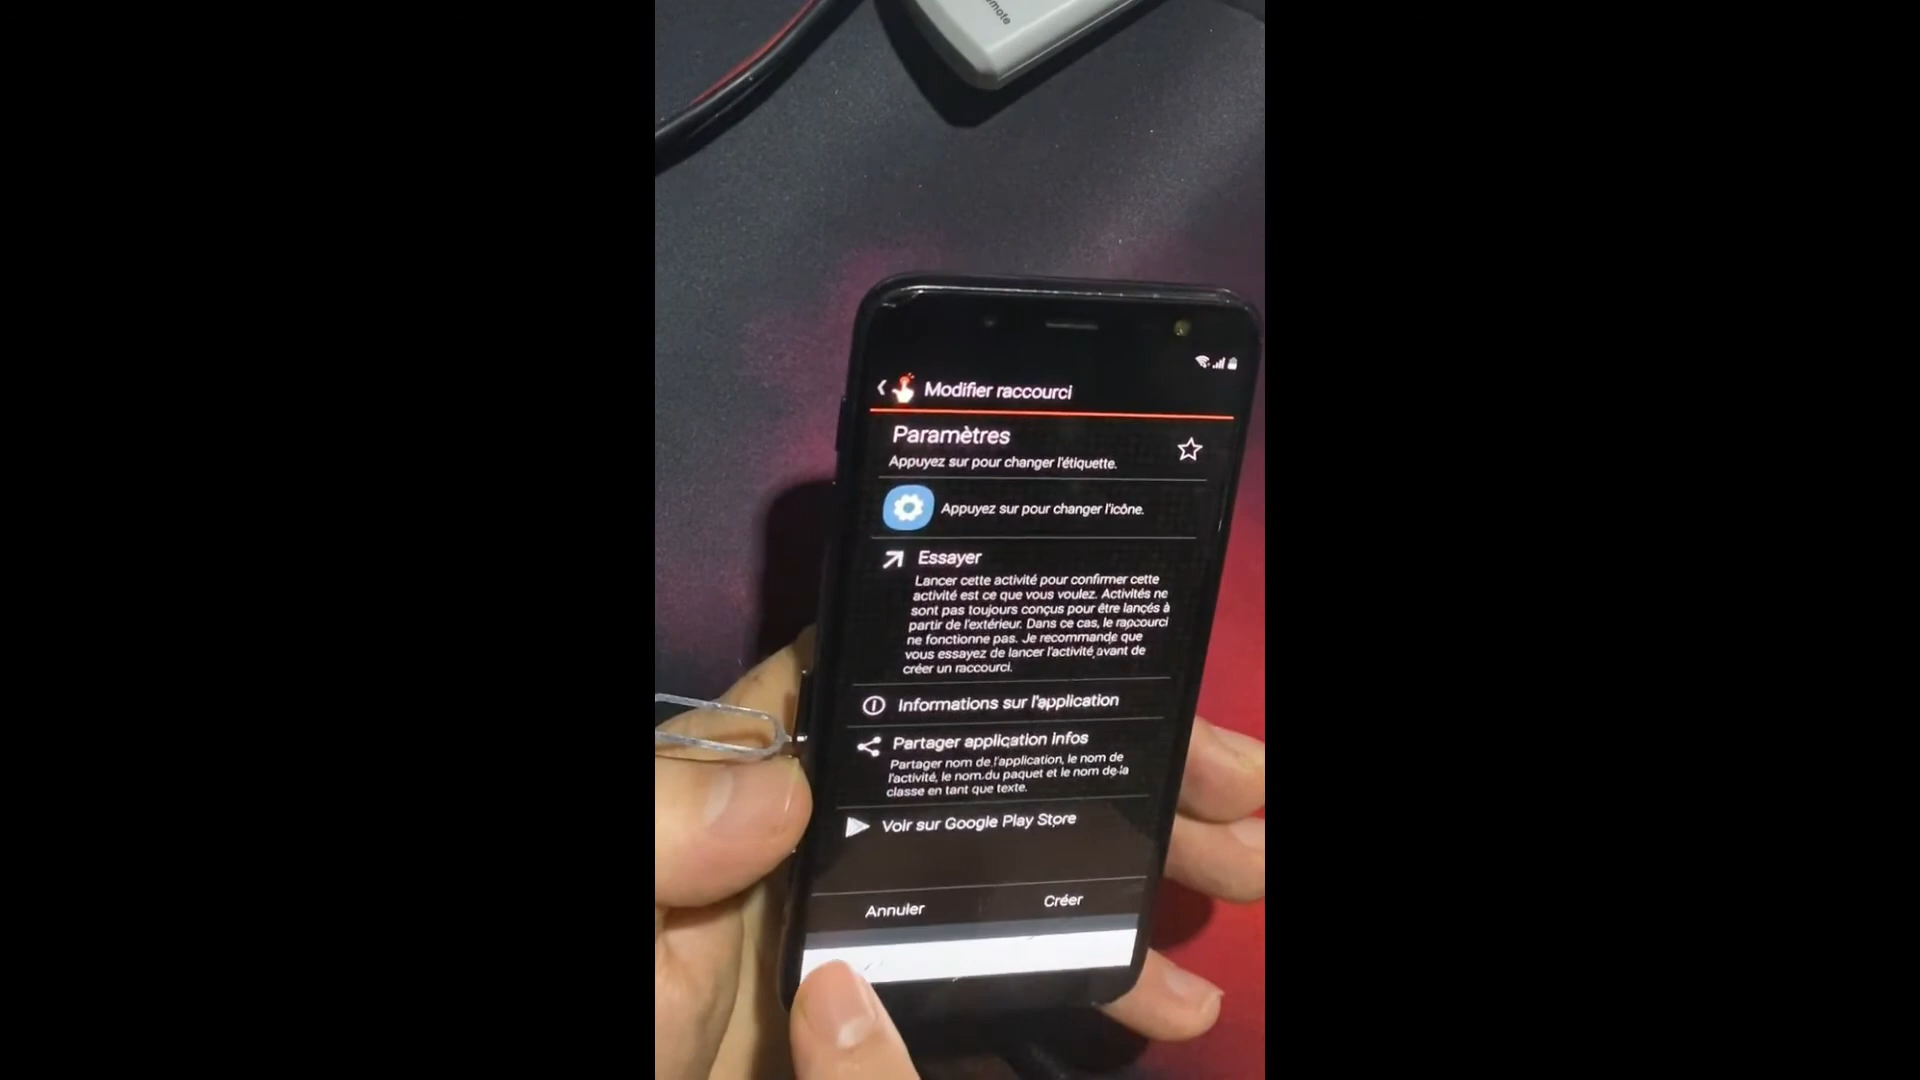 Modifier raccourci
Paramètres
Appuyez sur pour changer l'étiquette.
Appuyez sur pour changer l'icône.
Essayer
Lancer cette activité pour confirmer cette
activité est ce que vous voulez. Activités ne
sont pas toujours conçus pour être lancés à
partir de l'extérieur. Dans ce cas, le raccourci
ne fonctionne pas. Je recommande que
vous essayez de lancer l'activité avant de
créer un raccourci.
Informations sur l'application
Partager application infos
Partager nom de l'application, le nom de
l'activité, le nom du paquet et le nom de la
classe en tant que texte.
Voir sur Google Play Store
Annuler
Créer